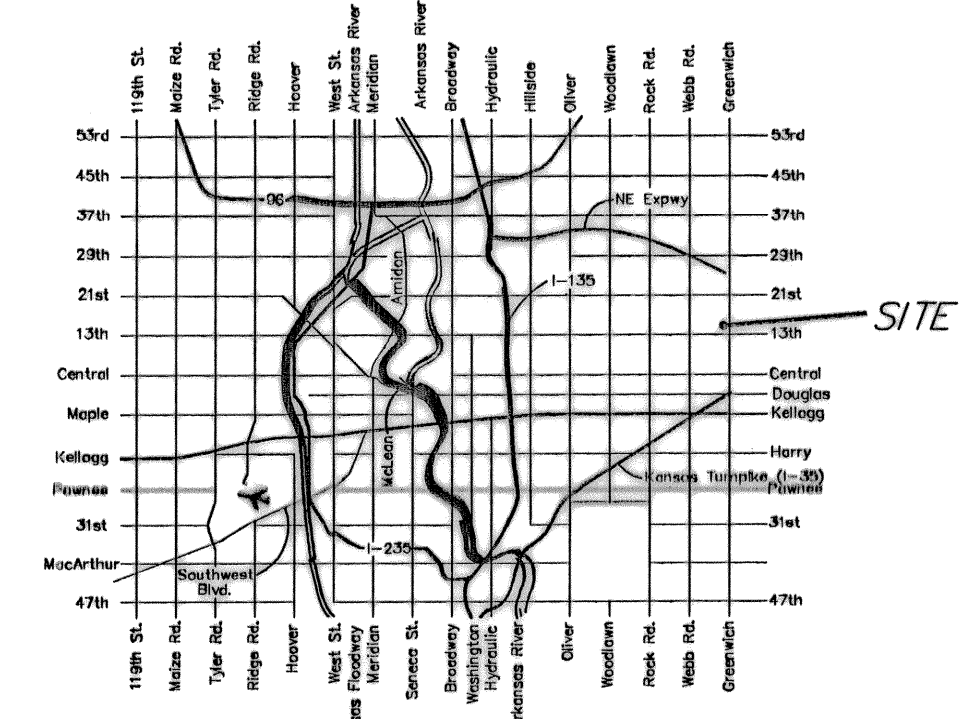 119th St.
Maize Rd.
Tyler Rd.
Ridge Rd.
Hoover
West St.
Arkansas River
Meridian
Arkansas River
Broadway
Hydraulic
Hillside
Oliver
Woodlawn
Rock Rd.
Webb Rd.
Greenwich
53rd
53rd
45th
45th
96
NE Expwy
37th
37th
29th
29th
Amidon
I-135
21st
21st
SITE
13th
13th
Central
Central
Douglas
Maple
Kellogg
McLean
Kellogg
Harry
Kansas Turnpike (I-35)
Pawnee
Pawnee
31st
31st
I-235
MacArthur
Southwest
Blvd.
47th
47th
119th St.
Maize Rd.
Tyler Rd.
Ridge Rd.
Hoover
West St.
sas Floodway
Meridian
Seneca St.
Broadway
Washington
Hydraulic
rkansas River
Oliver
Woodlawn
Rock Rd.
Webb Rd.
Greenwich